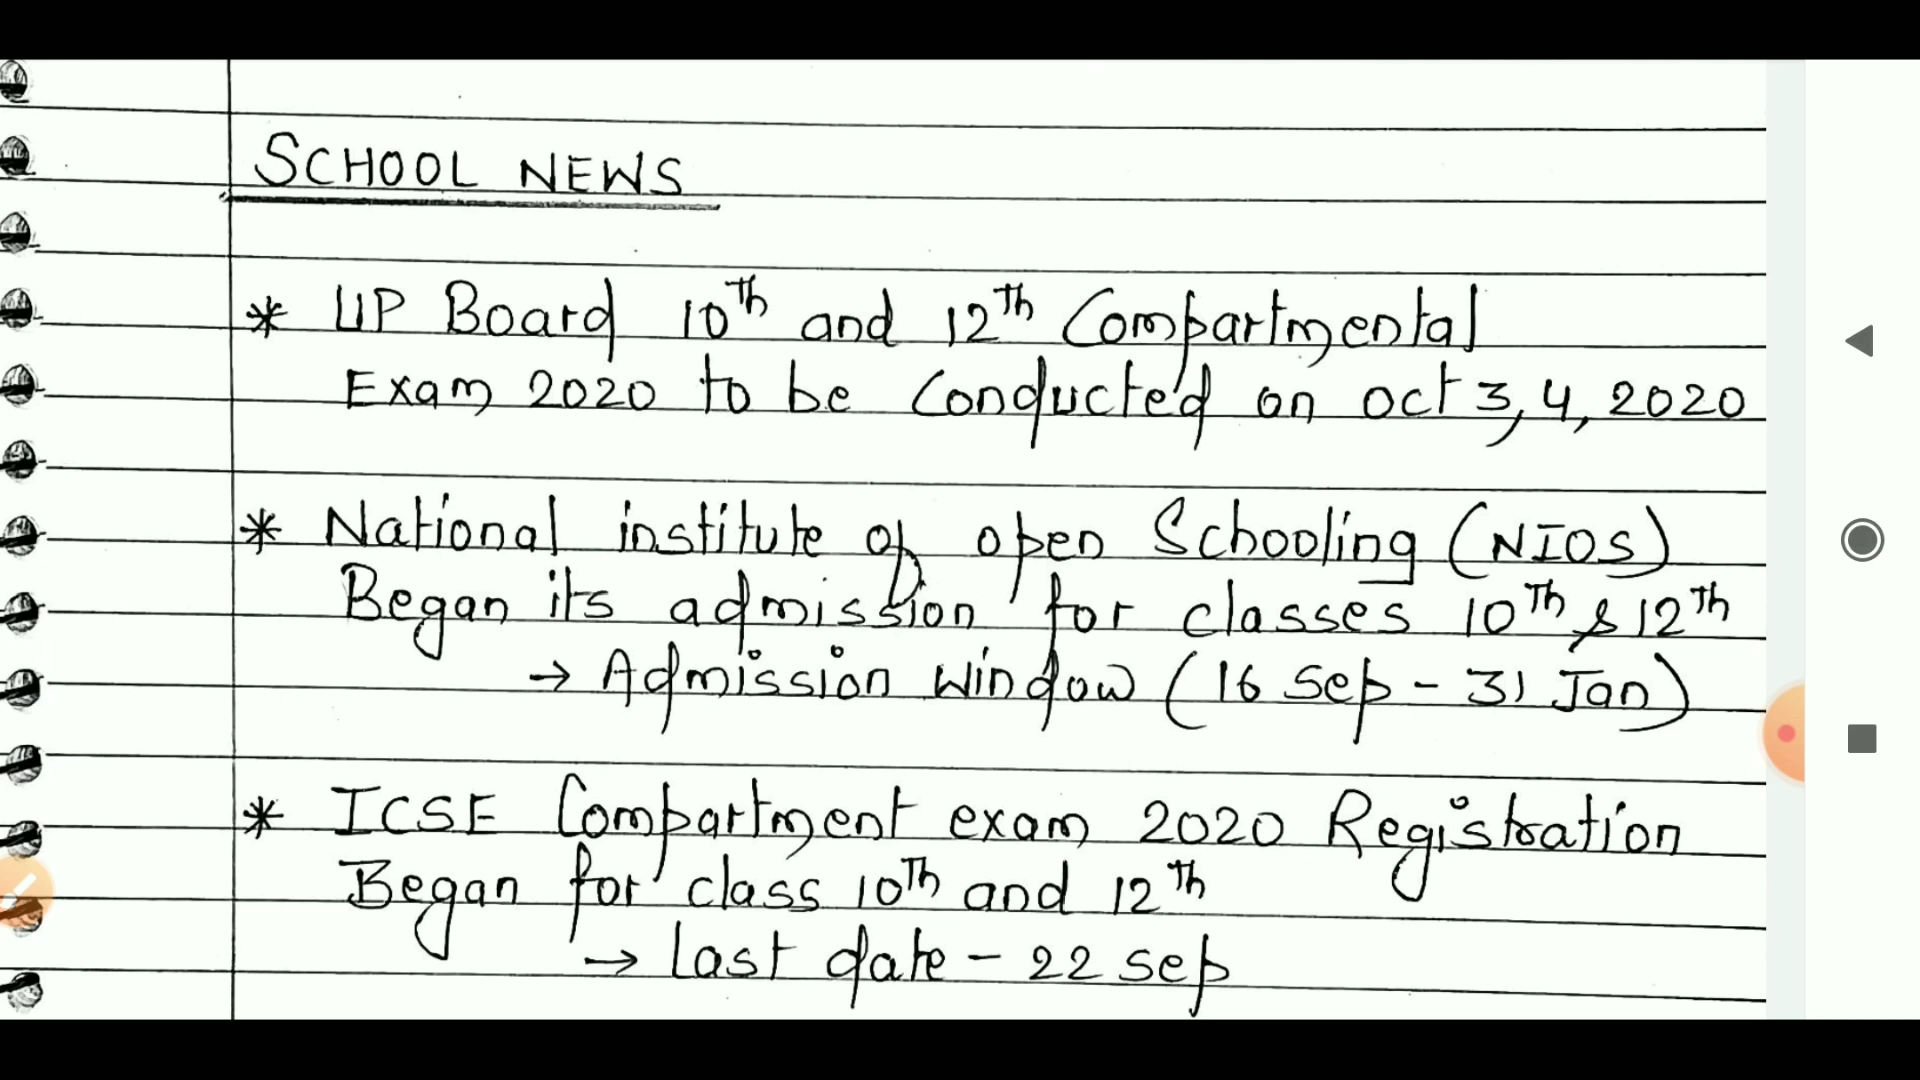 SCHOOL NEWS
* UP Board 10Th and 12Th Compartmental
Exam 2020 to be Conducted on oct 3, 4, 2020
* National institute of open Schooling (NIOS)
Began its admission for classes 10Th & 12Th
→ Admission window (16 Sep - 31 Jan)
* ICSE Compartment exam 2020 Registration
Began for class 10Th and 12Th
→ Last date - 22 sep